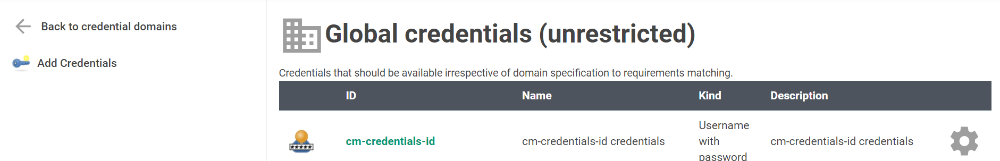 Back to credential domains
Add Credentials
Global credentials (unrestricted)
Credentials that should be available irrespective of domain specification to requirements matching.
ID Name Kind Description
cm-credentials-id cm-credentials-id credentials Username with password cm-credentials-id credentials